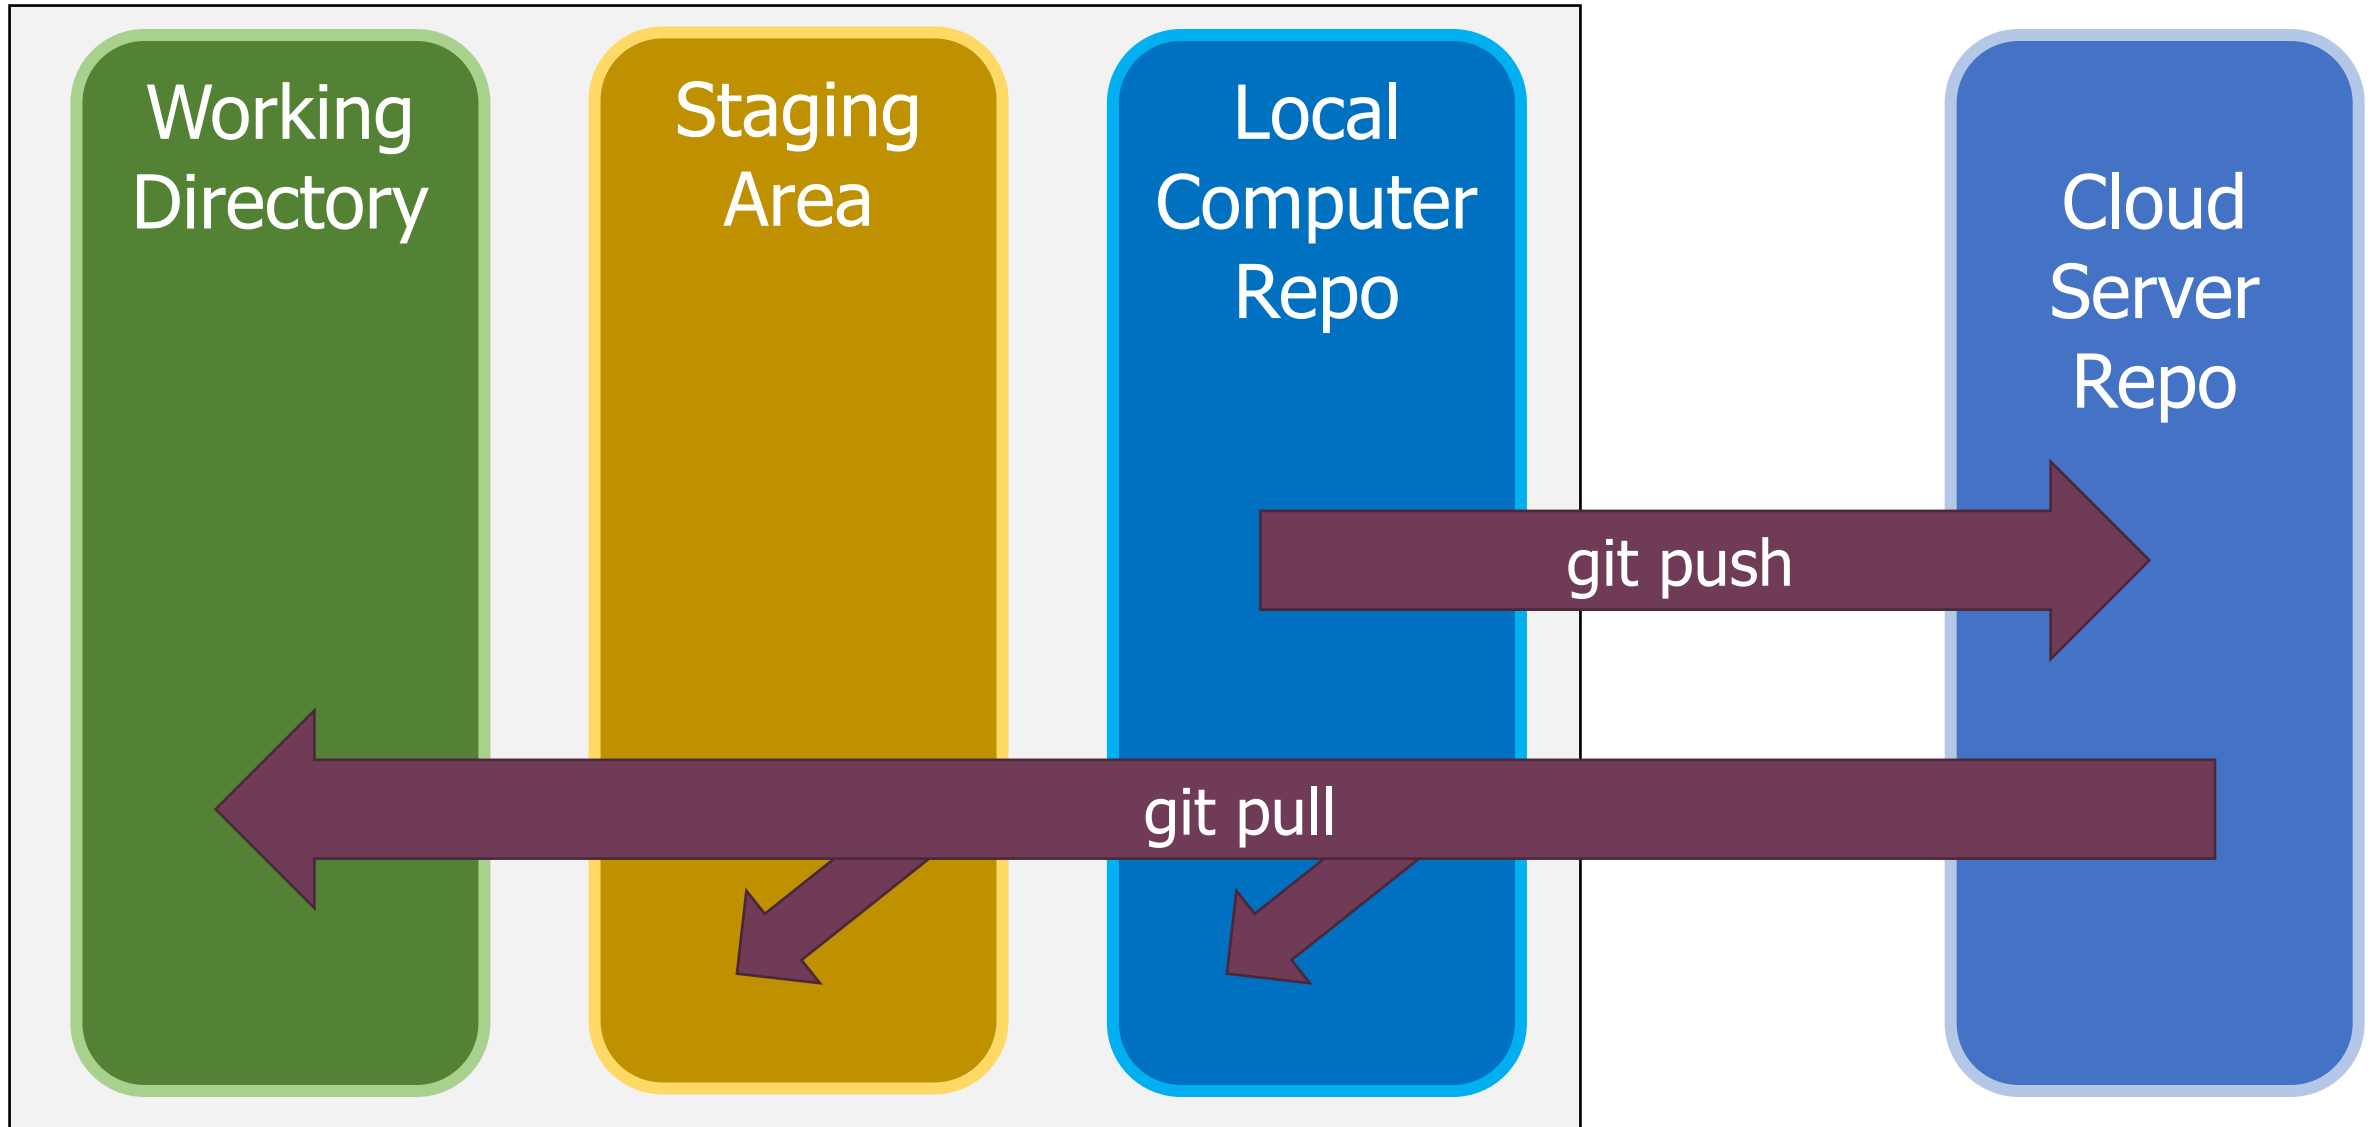 Working
Directory
Staging
Area
Local
Computer
Repo
Cloud
Server
Repo
git push
git pull